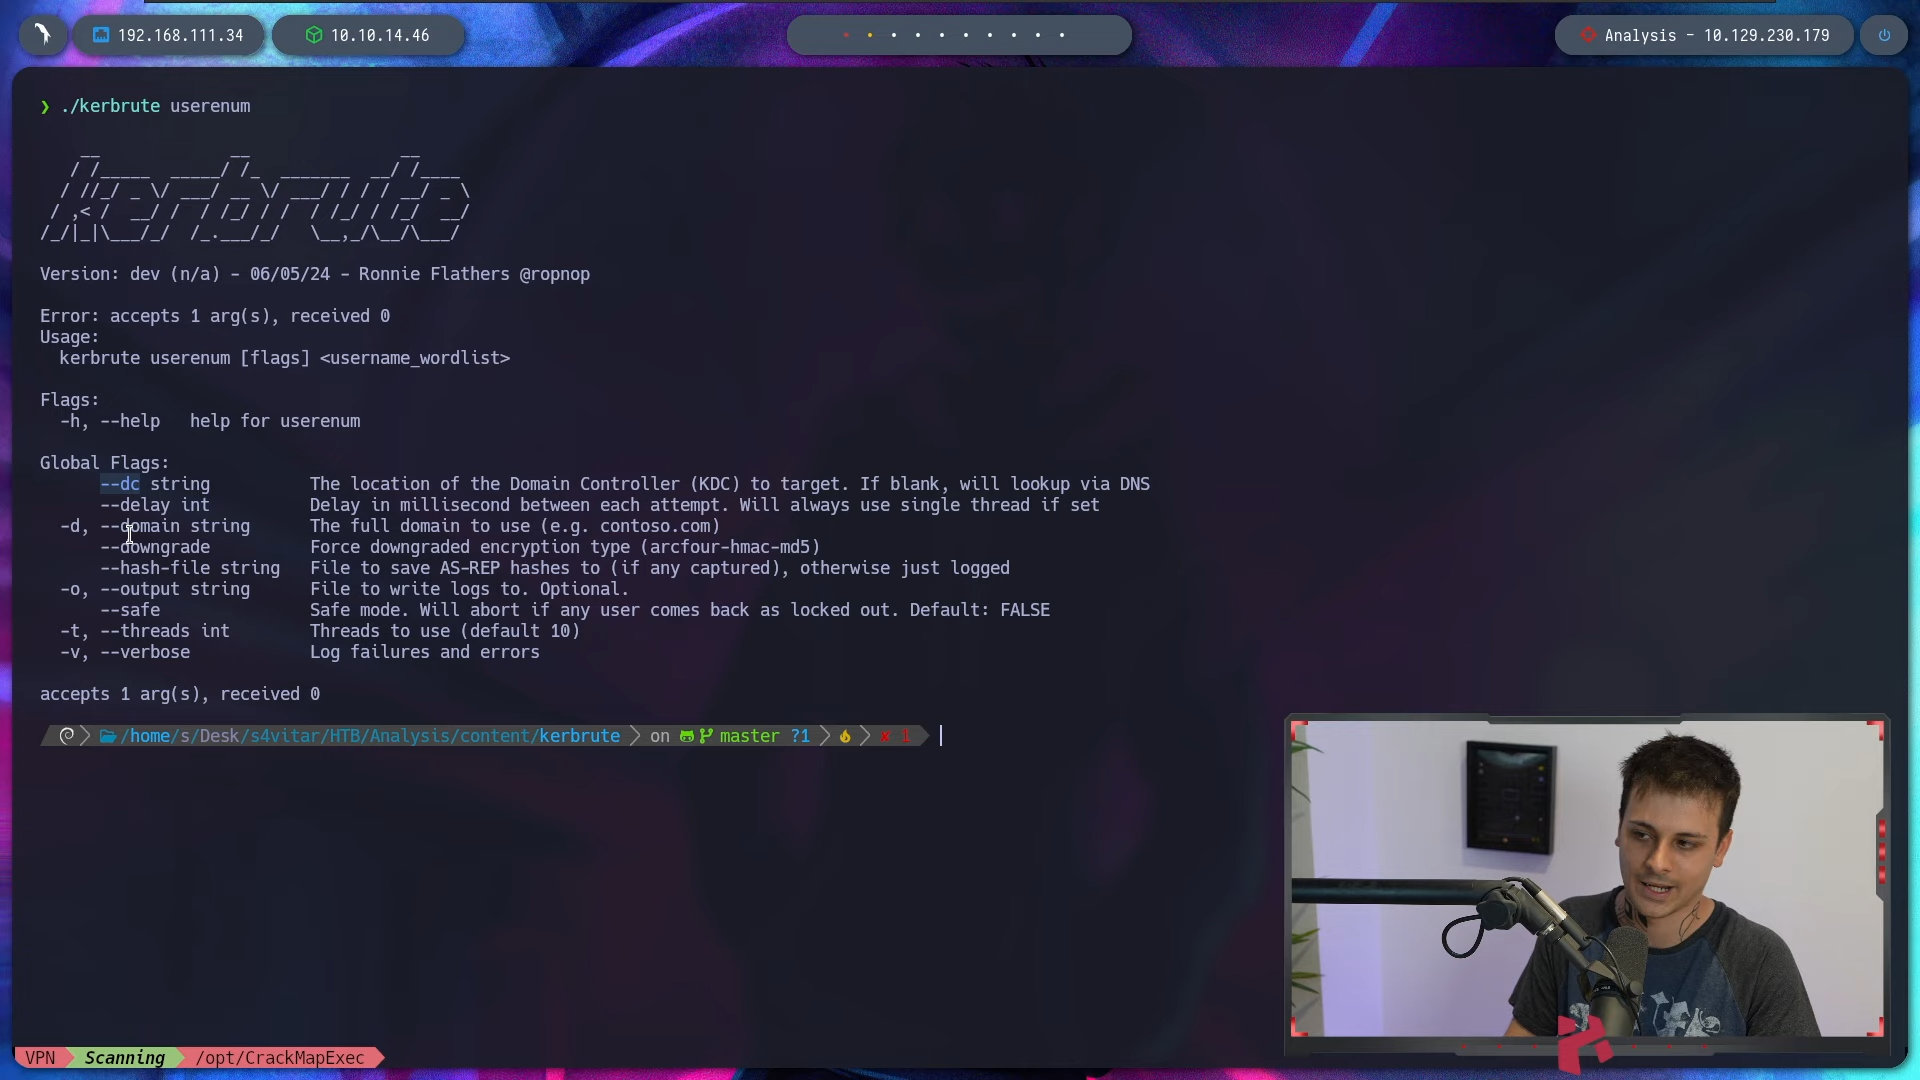 192.168.111.34
10.10.14.46
Analysis - 10.129.230.179
❯ ./kerbrute userenum
kerbrute
Version: dev (n/a) - 06/05/24 - Ronnie Flathers @ropnop
Error: accepts 1 arg(s), received 0
Usage:
kerbrute userenum [flags] <username_wordlist>
Flags:
-h, --help help for userenum
Global Flags:
--dc string The location of the Domain Controller (KDC) to target. If blank, will lookup via DNS
--delay int Delay in millisecond between each attempt. Will always use single thread if set
-d, --domain string The full domain to use (e.g. contoso.com)
--downgrade Force downgraded encryption type (arcfour-hmac-md5)
--hash-file string File to save AS-REP hashes to (if any captured), otherwise just logged
-o, --output string File to write logs to. Optional.
--safe Safe mode. Will abort if any user comes back as locked out. Default: FALSE
-t, --threads int Threads to use (default 10)
-v, --verbose Log failures and errors
accepts 1 arg(s), received 0
/home/s/Desk/s4vitar/HTB/Analysis/content/kerbrute on master ?1 ✘ 1
VPN Scanning /opt/CrackMapExec